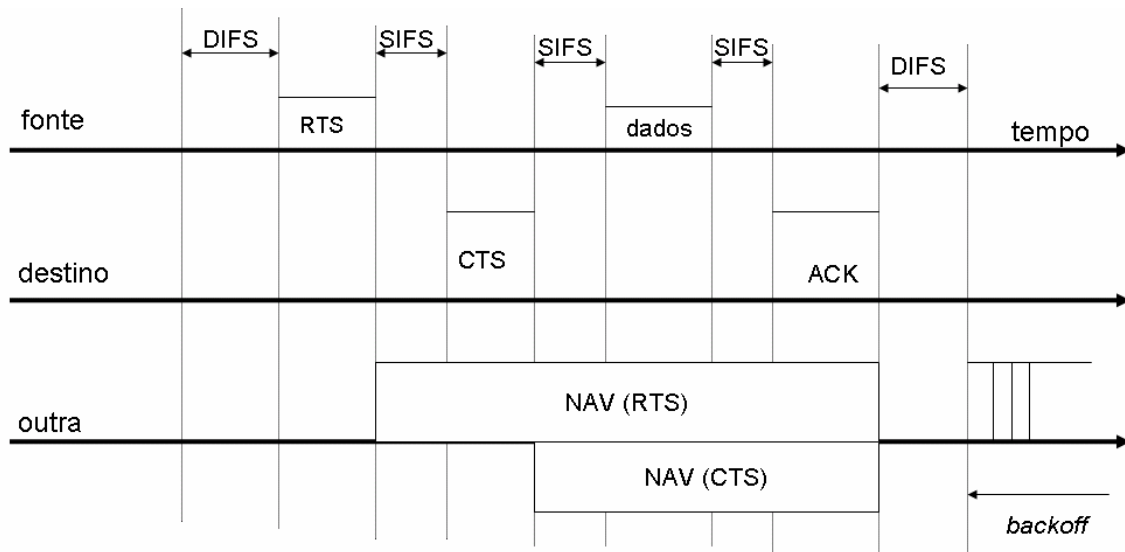 DIFS
SIFS
SIFS
SIFS
DIFS
fonte
RTS
dados
tempo
destino
CTS
ACK
outra
NAV (RTS)
NAV (CTS)
backoff